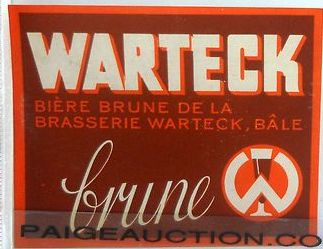 WARTECK
BIÈRE BRUNE DE LA
BRASSERIE WARTECK, BÂLE
brune
W
PAIGEAUCTION.CO